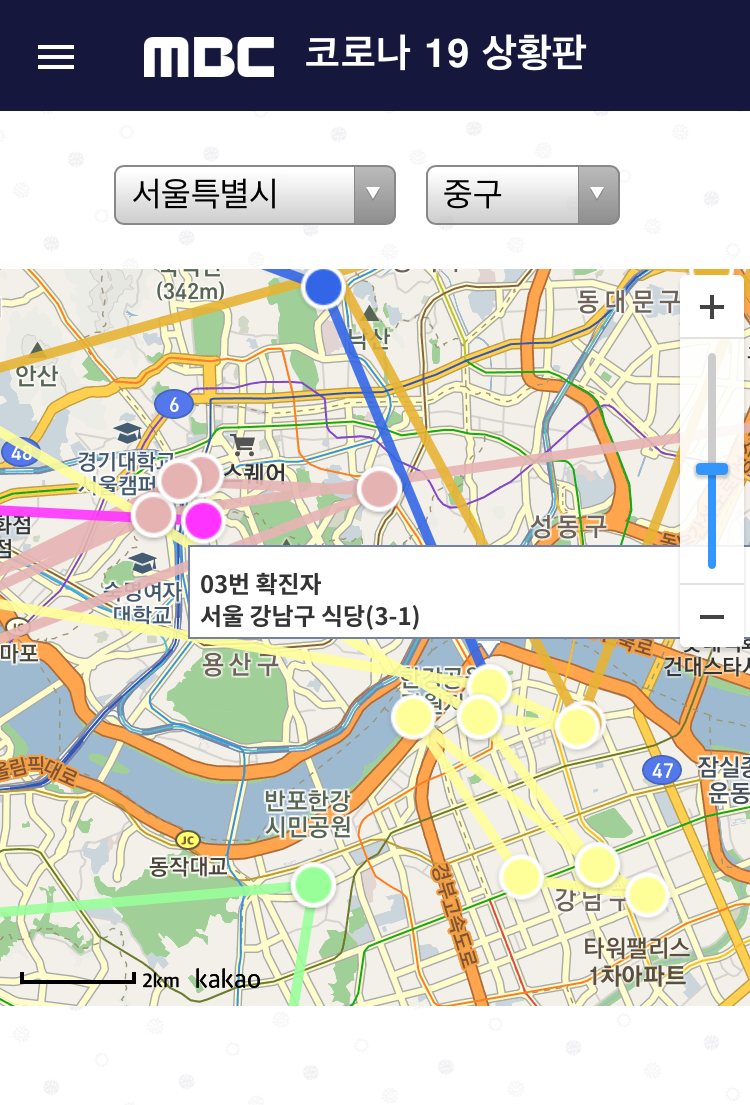 MBC 코로나 19 상황판
서울특별시
중구
(342m)
동대문구
낙산
안산
6
48
경기대학교
서울캠퍼
스퀘어
성동구
화점
점
03번 확진자
서울 강남구 식당(3-1)
숙명여자
대학교
JC
마포
용산구
건대스타시
올림픽대로
47
잠실종
운동
반포한강
시민공원
JC
동작대교
강남구
경부고속도로
타워팰리스
1차아파트
2km
kakao